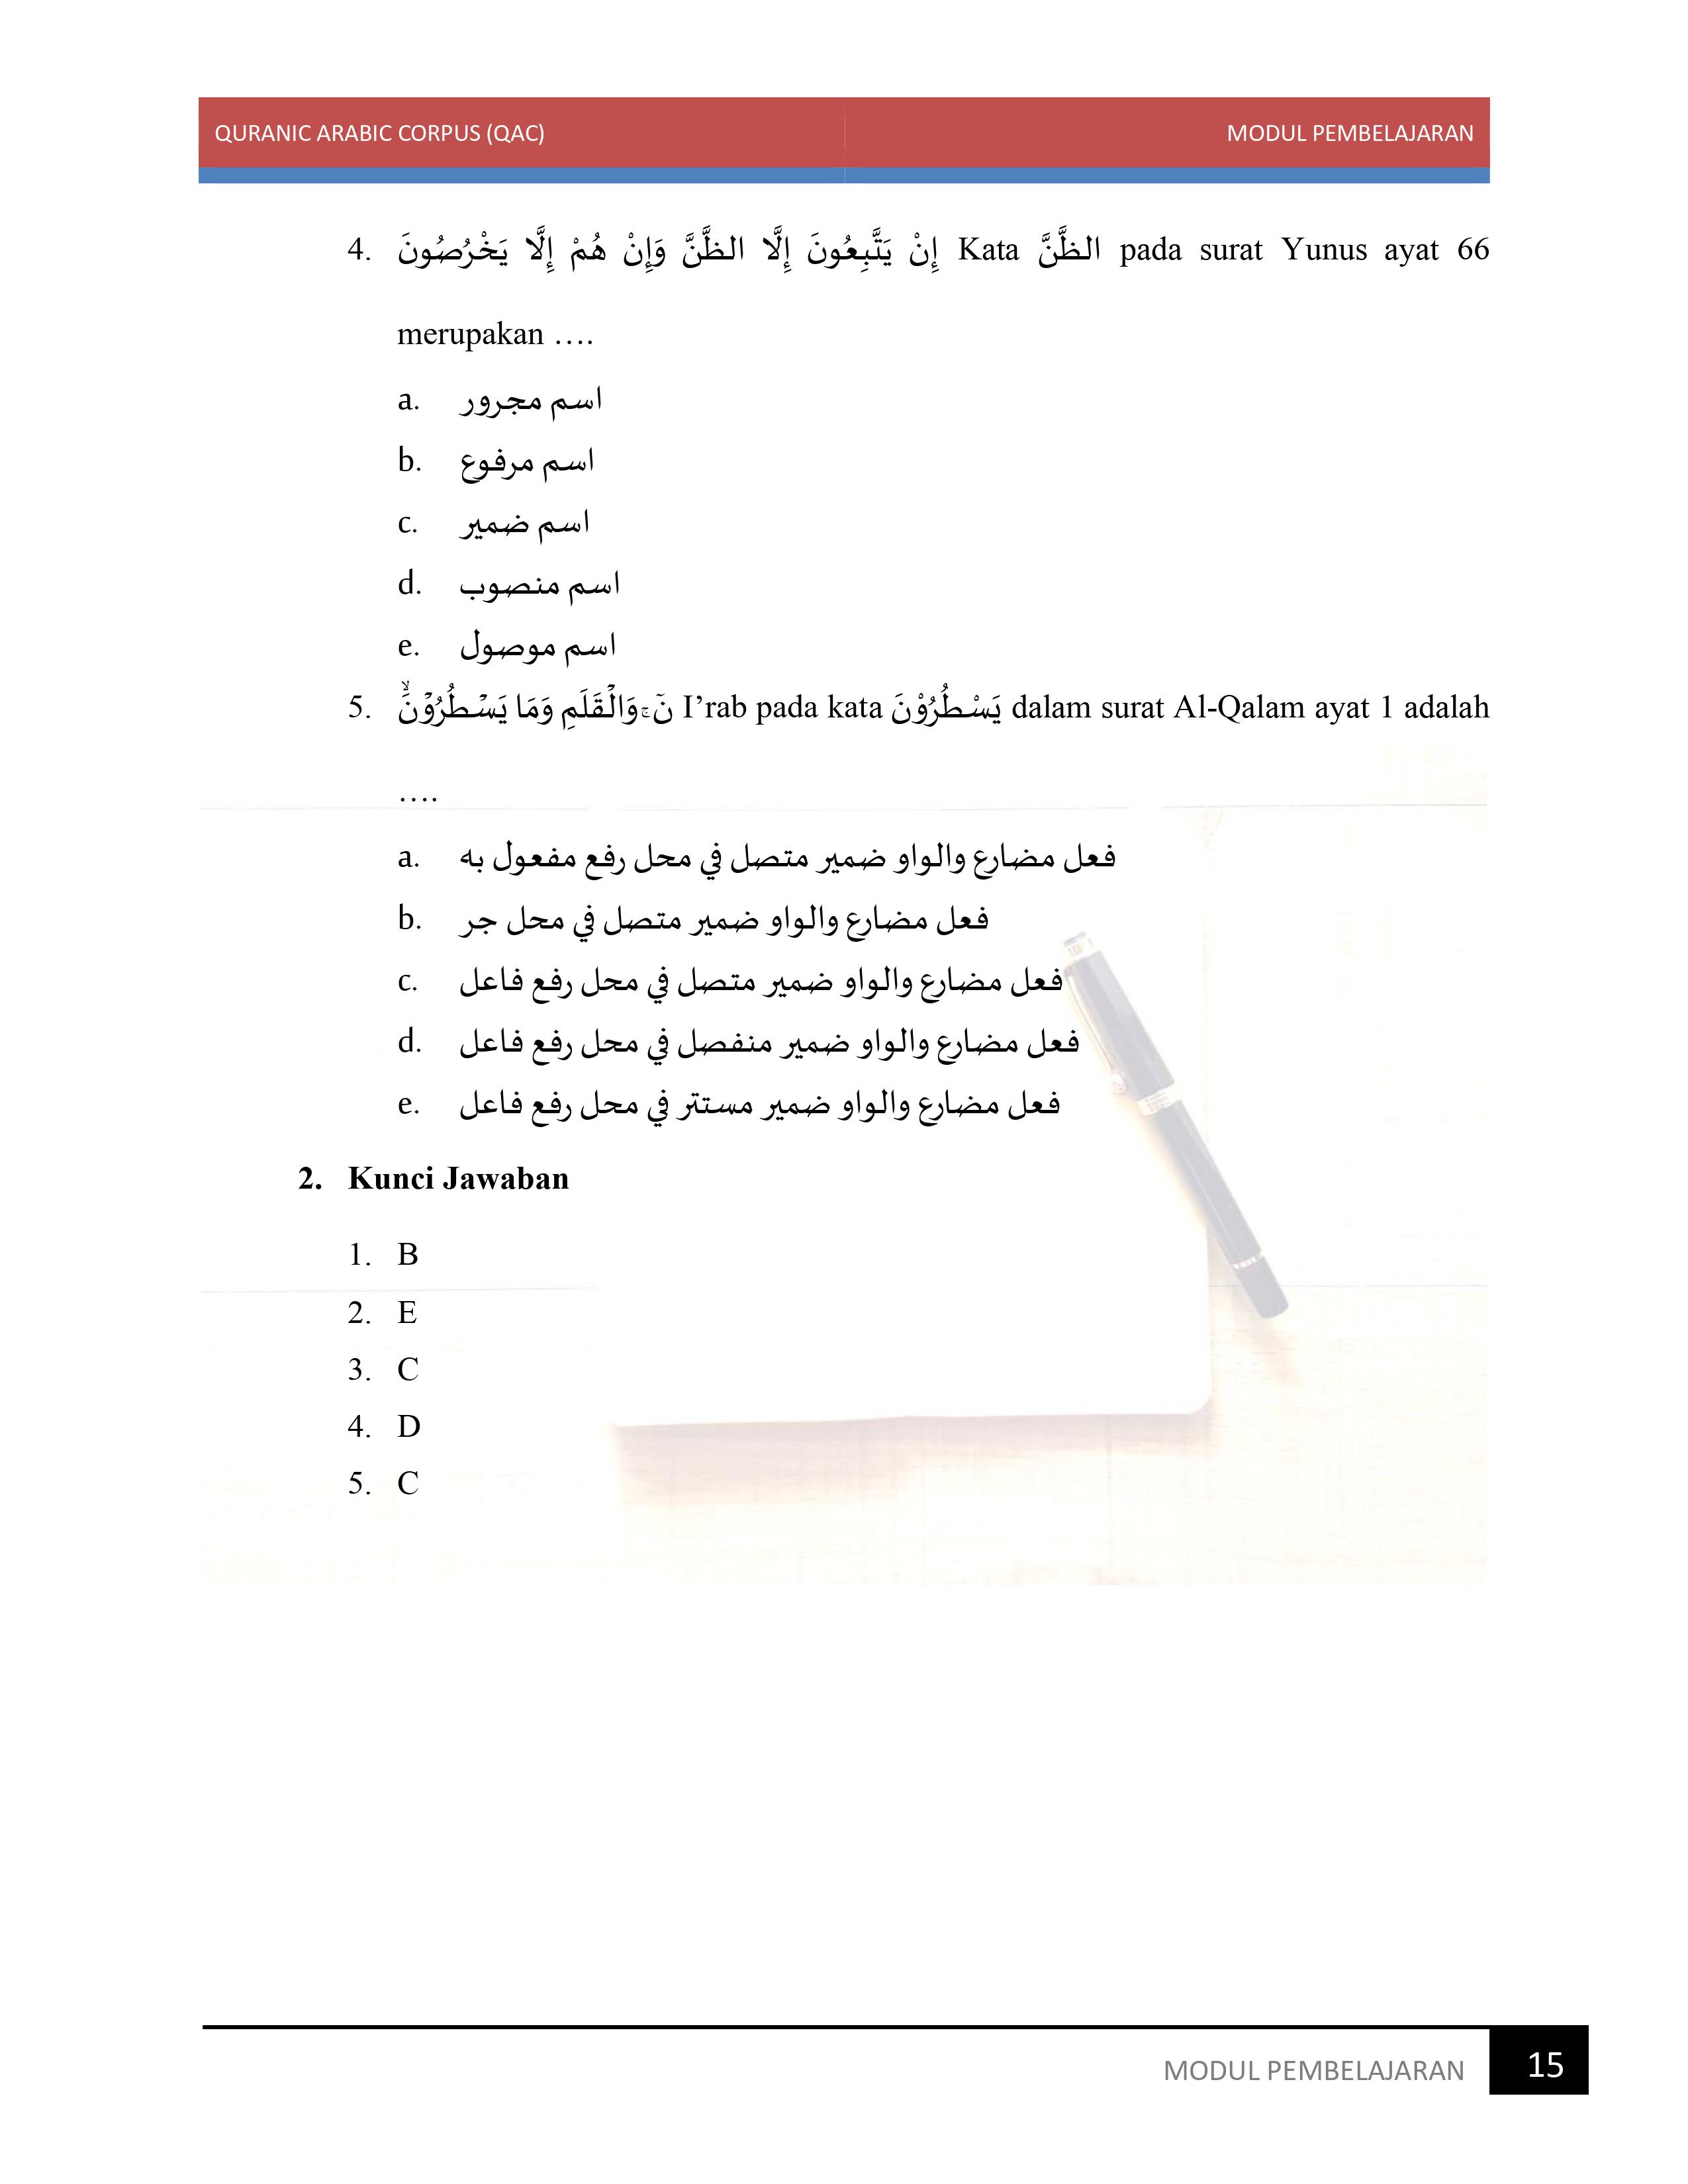 QURANIC ARABIC CORPUS (QAC) MODUL PEMBELAJARAN
4. إِنْ يَتَّبِعُونَ إِلَّا الظَّنَّ وَإِنْ هُمْ إِلَّا يَخْرُصُونَ Kata الظَّنَّ pada surat Yunus ayat 66
merupakan ….
a. اسم مجرور
b. اسم مرفوع
c. اسم ضمير
d. اسم منصوب
e. اسم موصول
5. نۤ ۚوَالْقَلَمِ وَمَا يَسْطُرُوْنَۙ I’rab pada kata يَسْطُرُوْنَ dalam surat Al-Qalam ayat 1 adalah
….
a. فعل مضارع والواو ضمير متصل في محل رفع مفعول به
b. فعل مضارع والواو ضمير متصل في محل جر
c. فعل مضارع والواو ضمير متصل في محل رفع فاعل
d. فعل مضارع والواو ضمير منفصل في محل رفع فاعل
e. فعل مضارع والواو ضمير مستتر في محل رفع فاعل
2. Kunci Jawaban
1. B
2. E
3. C
4. D
5. C
MODUL PEMBELAJARAN 15